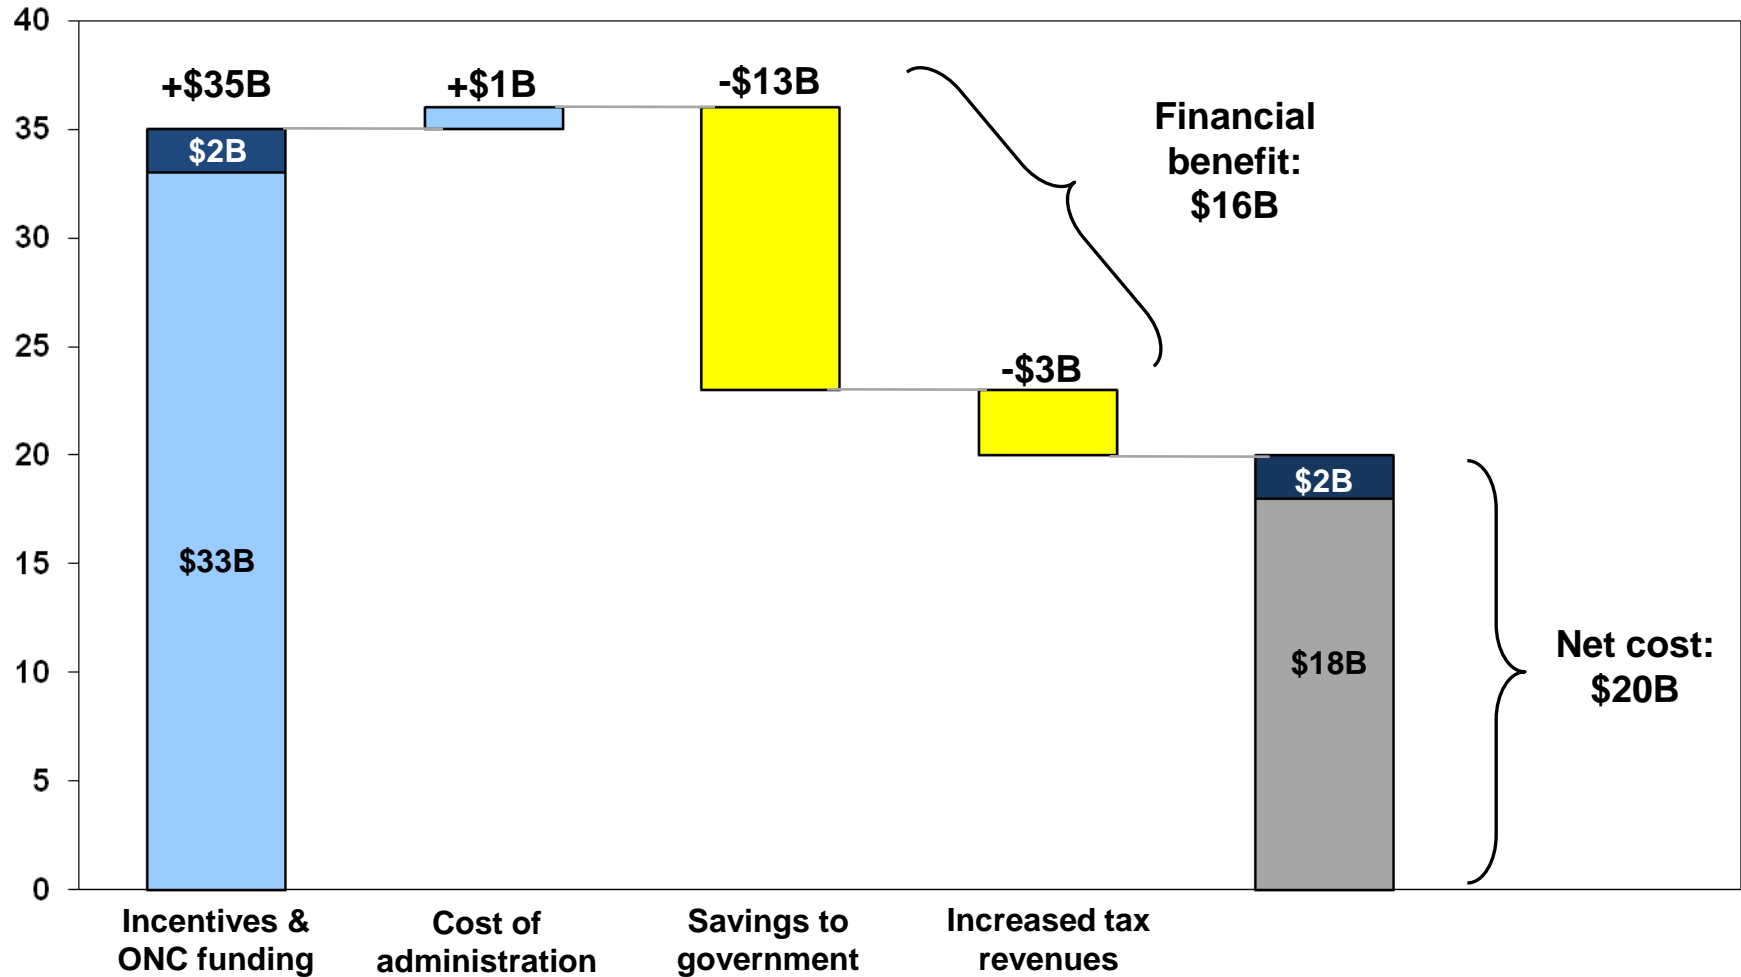 40
35
30
25
20
15
10
5
0
+$35B
+$1B
-$13B
-$3B
$2B
$33B
$2B
$18B
Financial
benefit:
$16B
Net cost:
$20B
Incentives &
ONC funding
Cost of
administration
Savings to
government
Increased tax
revenues